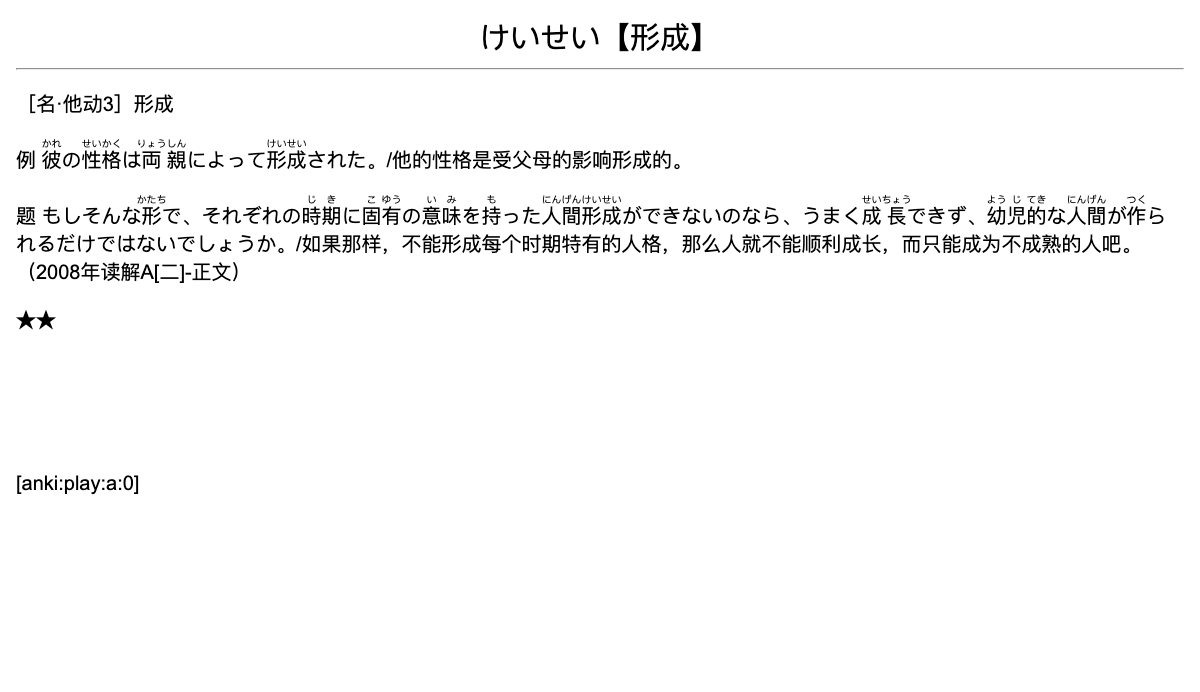 けいせい【形成】
［名·他动3］形成
かれ せいかく りょうしん けいせい
例 彼の性格は両親によって形成された。/他的性格是受父母的影响形成的。
かたち じき こゆう いみ も にんげんけいせい せいちょう ようじてき にんげん つく
题 もしそんな形で、それぞれの時期に固有の意味を持った人間形成ができないのなら、うまく成長できず、幼児的な人間が作ら
れるだけではないでしょうか。/如果那样，不能形成每个时期特有的人格，那么人就不能顺利成长，而只能成为不成熟的人吧。
（2008年读解A[二]-正文）
★★
[anki:play:a:0]